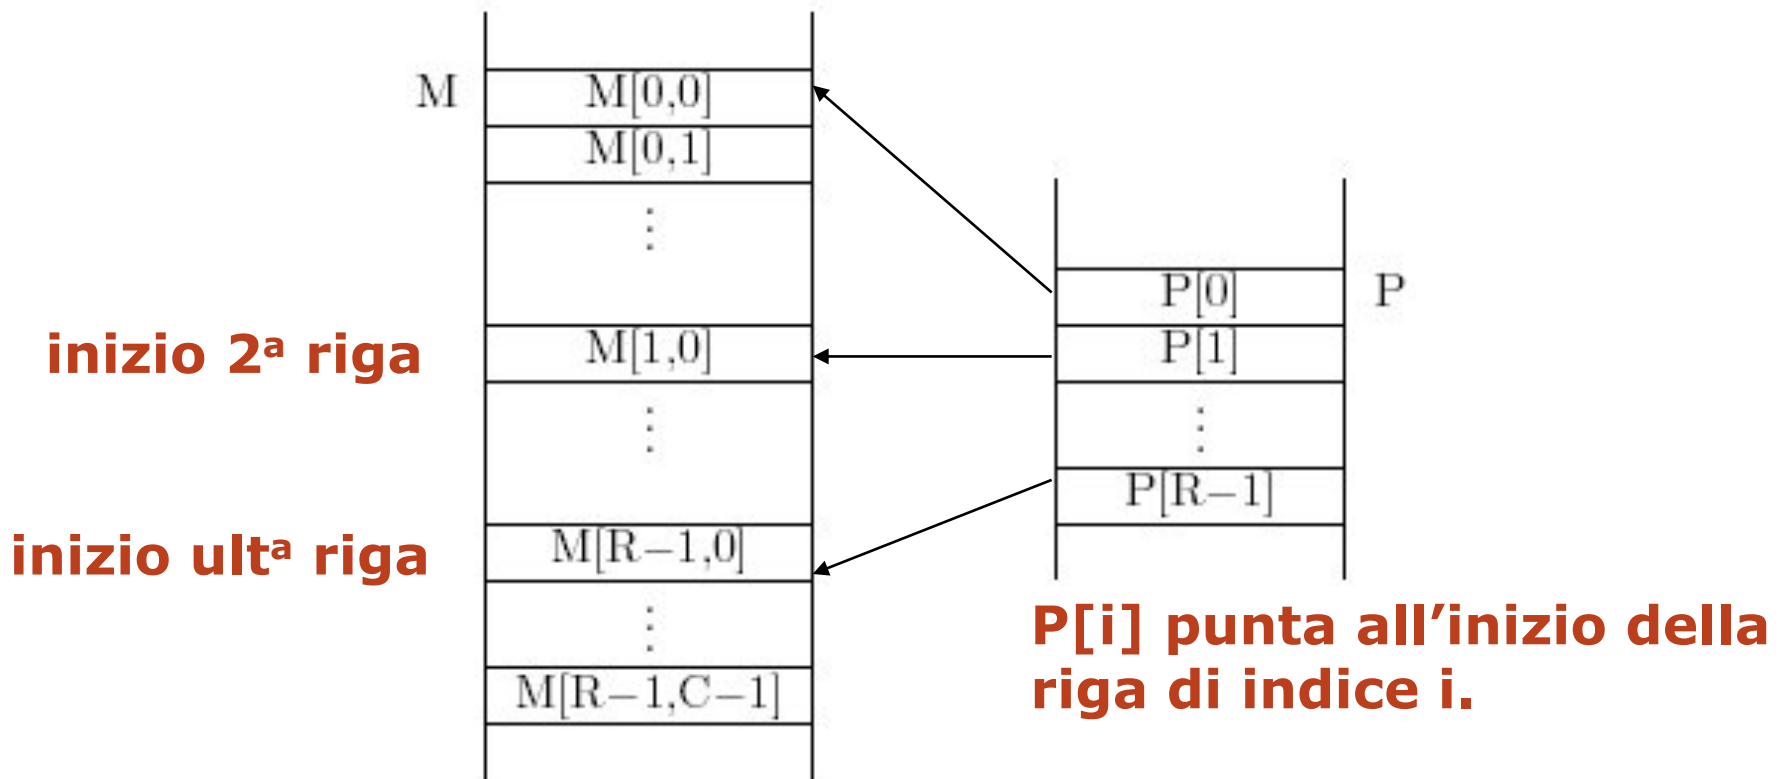 M
M[0,0]
M[0,1]
⋮
inizio 2ª riga
M[1,0]
⋮
inizio ultª riga
M[R−1,0]
⋮
M[R−1,C−1]
P[0]
P
P[1]
⋮
P[R−1]
P[i] punta all’inizio della
riga di indice i.